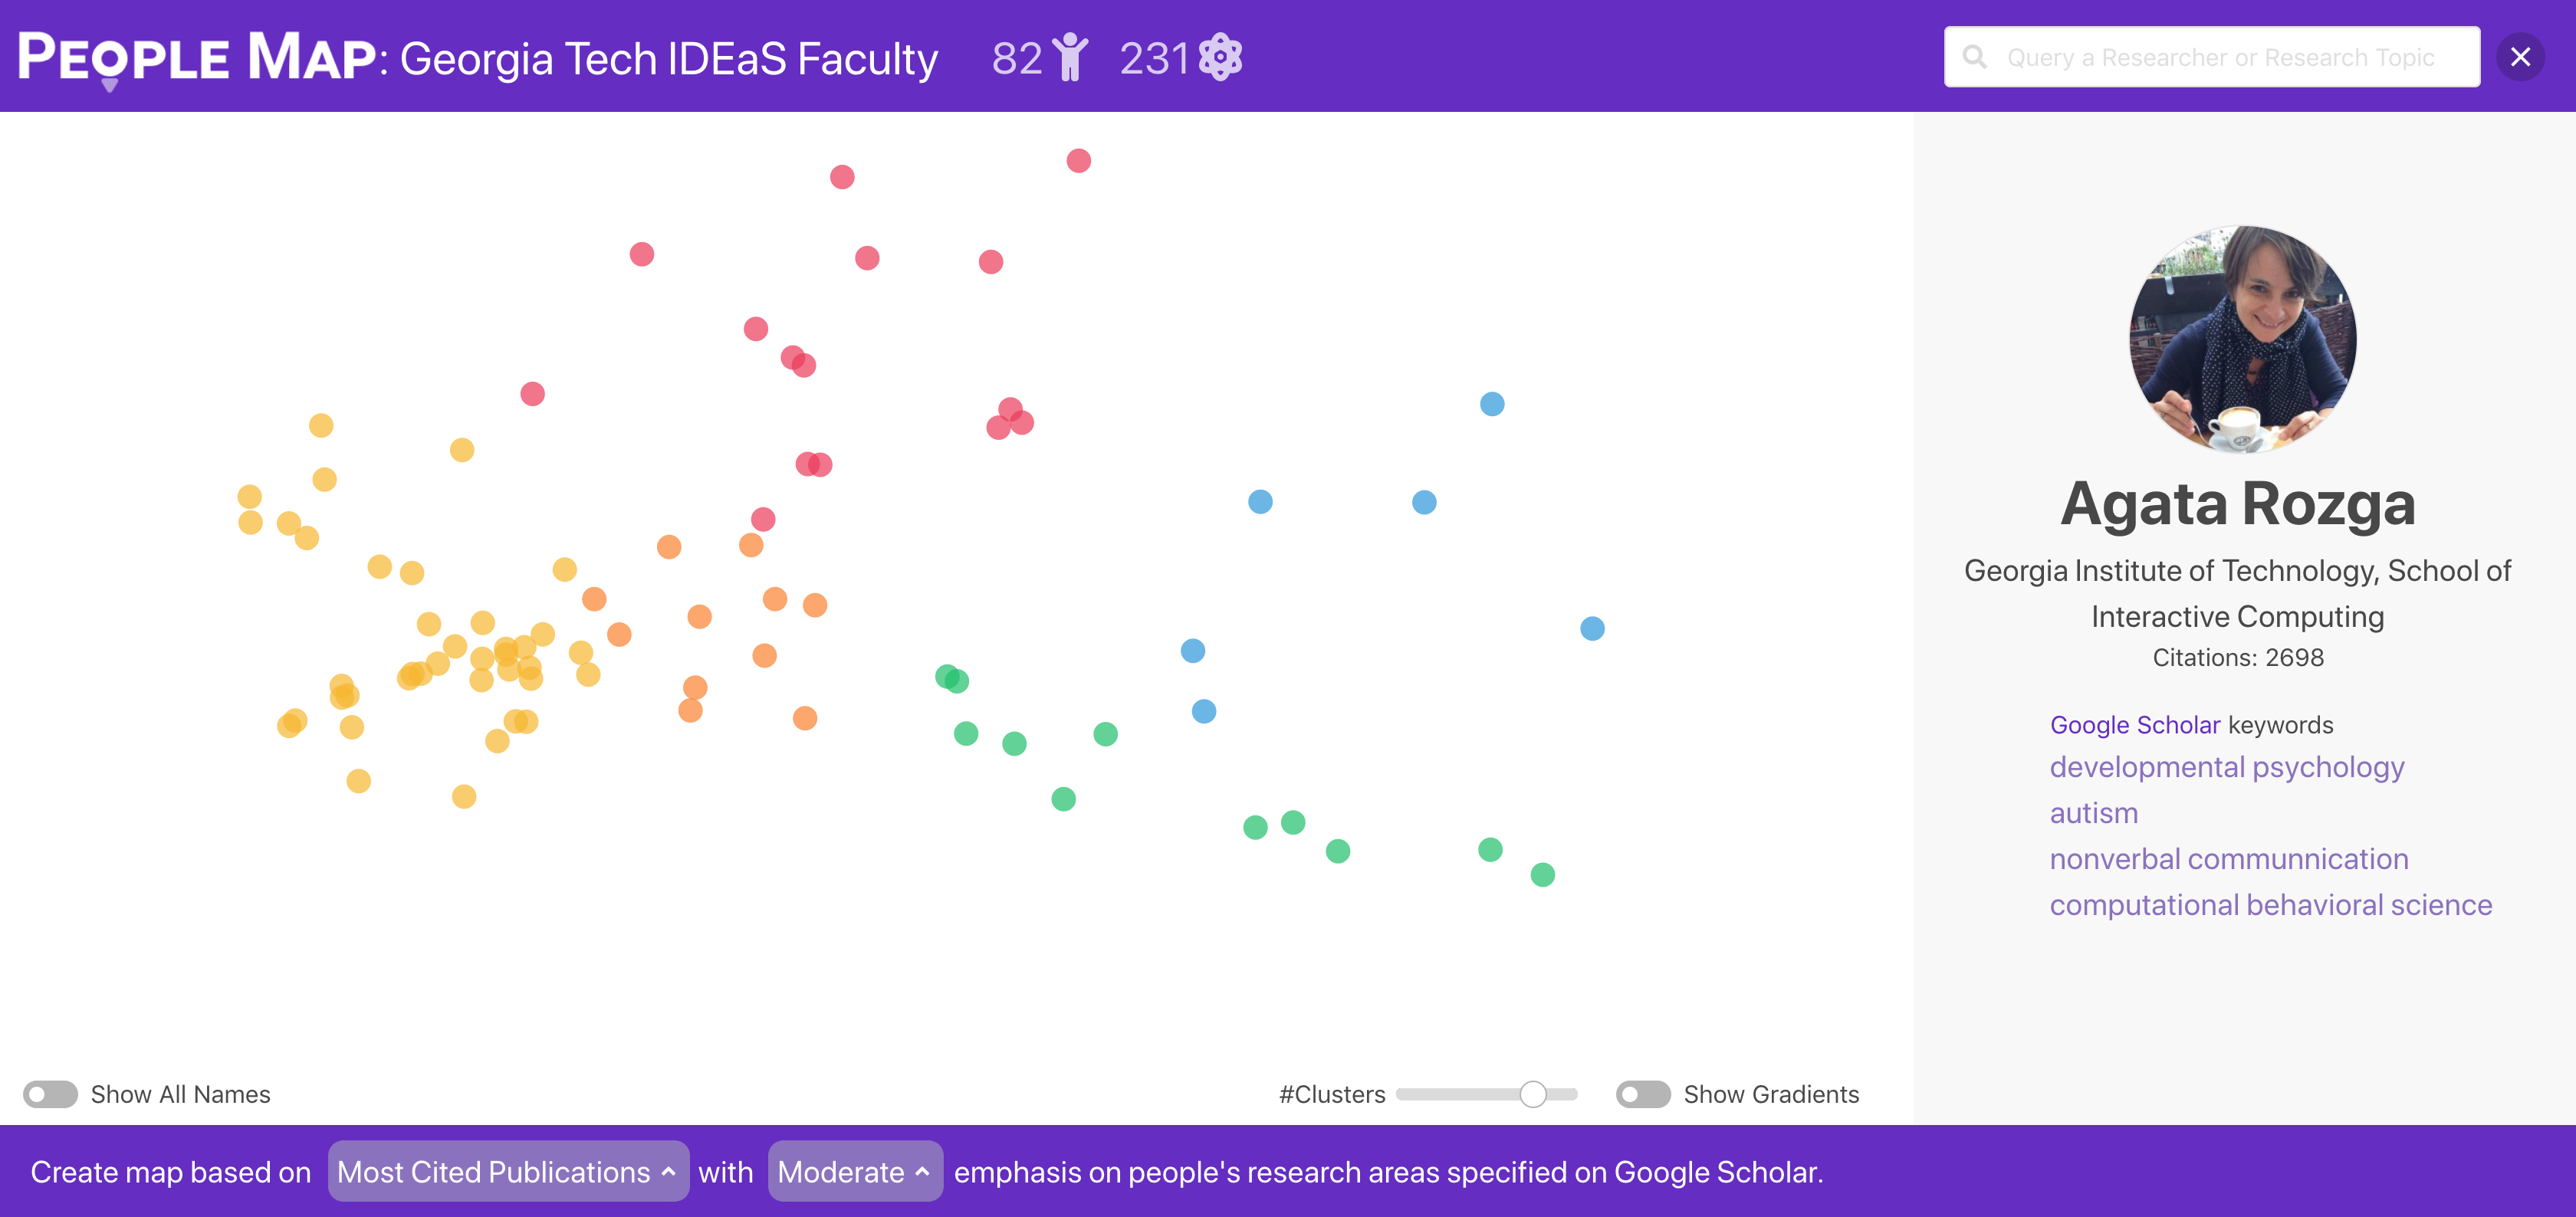 PEOPLE MAP: Georgia Tech IDEaS Faculty 82 231
Query a Researcher or Research Topic
Agata Rozga
Georgia Institute of Technology, School of
Interactive Computing
Citations: 2698
Google Scholar keywords
developmental psychology
autism
nonverbal communnication
computational behavioral science
Show All Names
#Clusters
Show Gradients
Create map based on Most Cited Publications with Moderate emphasis on people's research areas specified on Google Scholar.